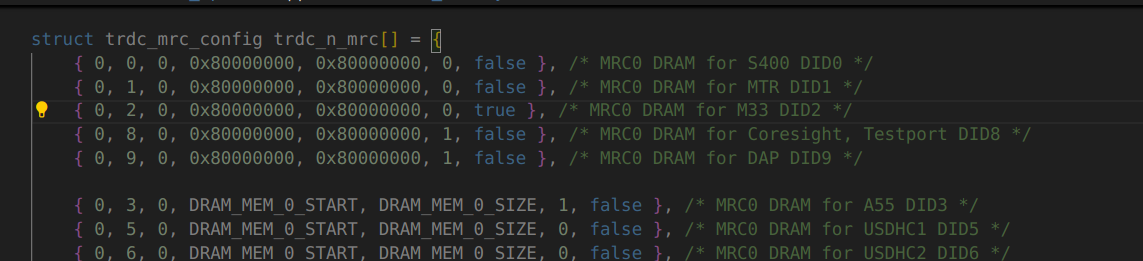 struct trdc_mrc_config trdc_n_mrc[] = {
{ 0, 0, 0, 0x80000000, 0x80000000, 0, false }, /* MRC0 DRAM for S400 DID0 */
{ 0, 1, 0, 0x80000000, 0x80000000, 0, false }, /* MRC0 DRAM for MTR DID1 */
{ 0, 2, 0, 0x80000000, 0x80000000, 0, true }, /* MRC0 DRAM for M33 DID2 */
{ 0, 8, 0, 0x80000000, 0x80000000, 1, false }, /* MRC0 DRAM for Coresight, Testport DID8 */
{ 0, 9, 0, 0x80000000, 0x80000000, 1, false }, /* MRC0 DRAM for DAP DID9 */
{ 0, 3, 0, DRAM_MEM_0_START, DRAM_MEM_0_SIZE, 1, false }, /* MRC0 DRAM for A55 DID3 */
{ 0, 5, 0, DRAM_MEM_0_START, DRAM_MEM_0_SIZE, 0, false }, /* MRC0 DRAM for USDHC1 DID5 */
{ 0, 6, 0, DRAM_MEM_0_START, DRAM_MEM_0_SIZE, 0, false }, /* MRC0 DRAM for USDHC2 DID6 */